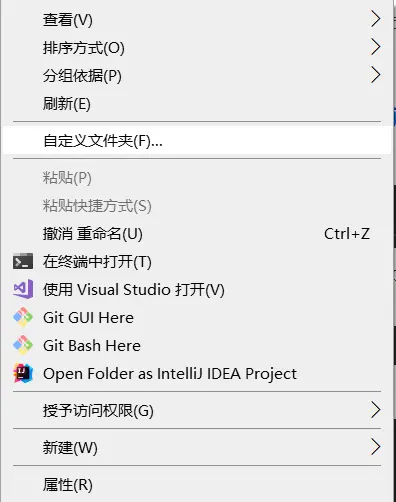 查看(V)
排序方式(O)
分组依据(P)
刷新(E)
自定义文件夹(F)...
粘贴(P)
粘贴快捷方式(S)
撤消 重命名(U) Ctrl+Z
在终端中打开(T)
使用 Visual Studio 打开(V)
Git GUI Here
Git Bash Here
Open Folder as IntelliJ IDEA Project
授予访问权限(G)
新建(W)
属性(R)